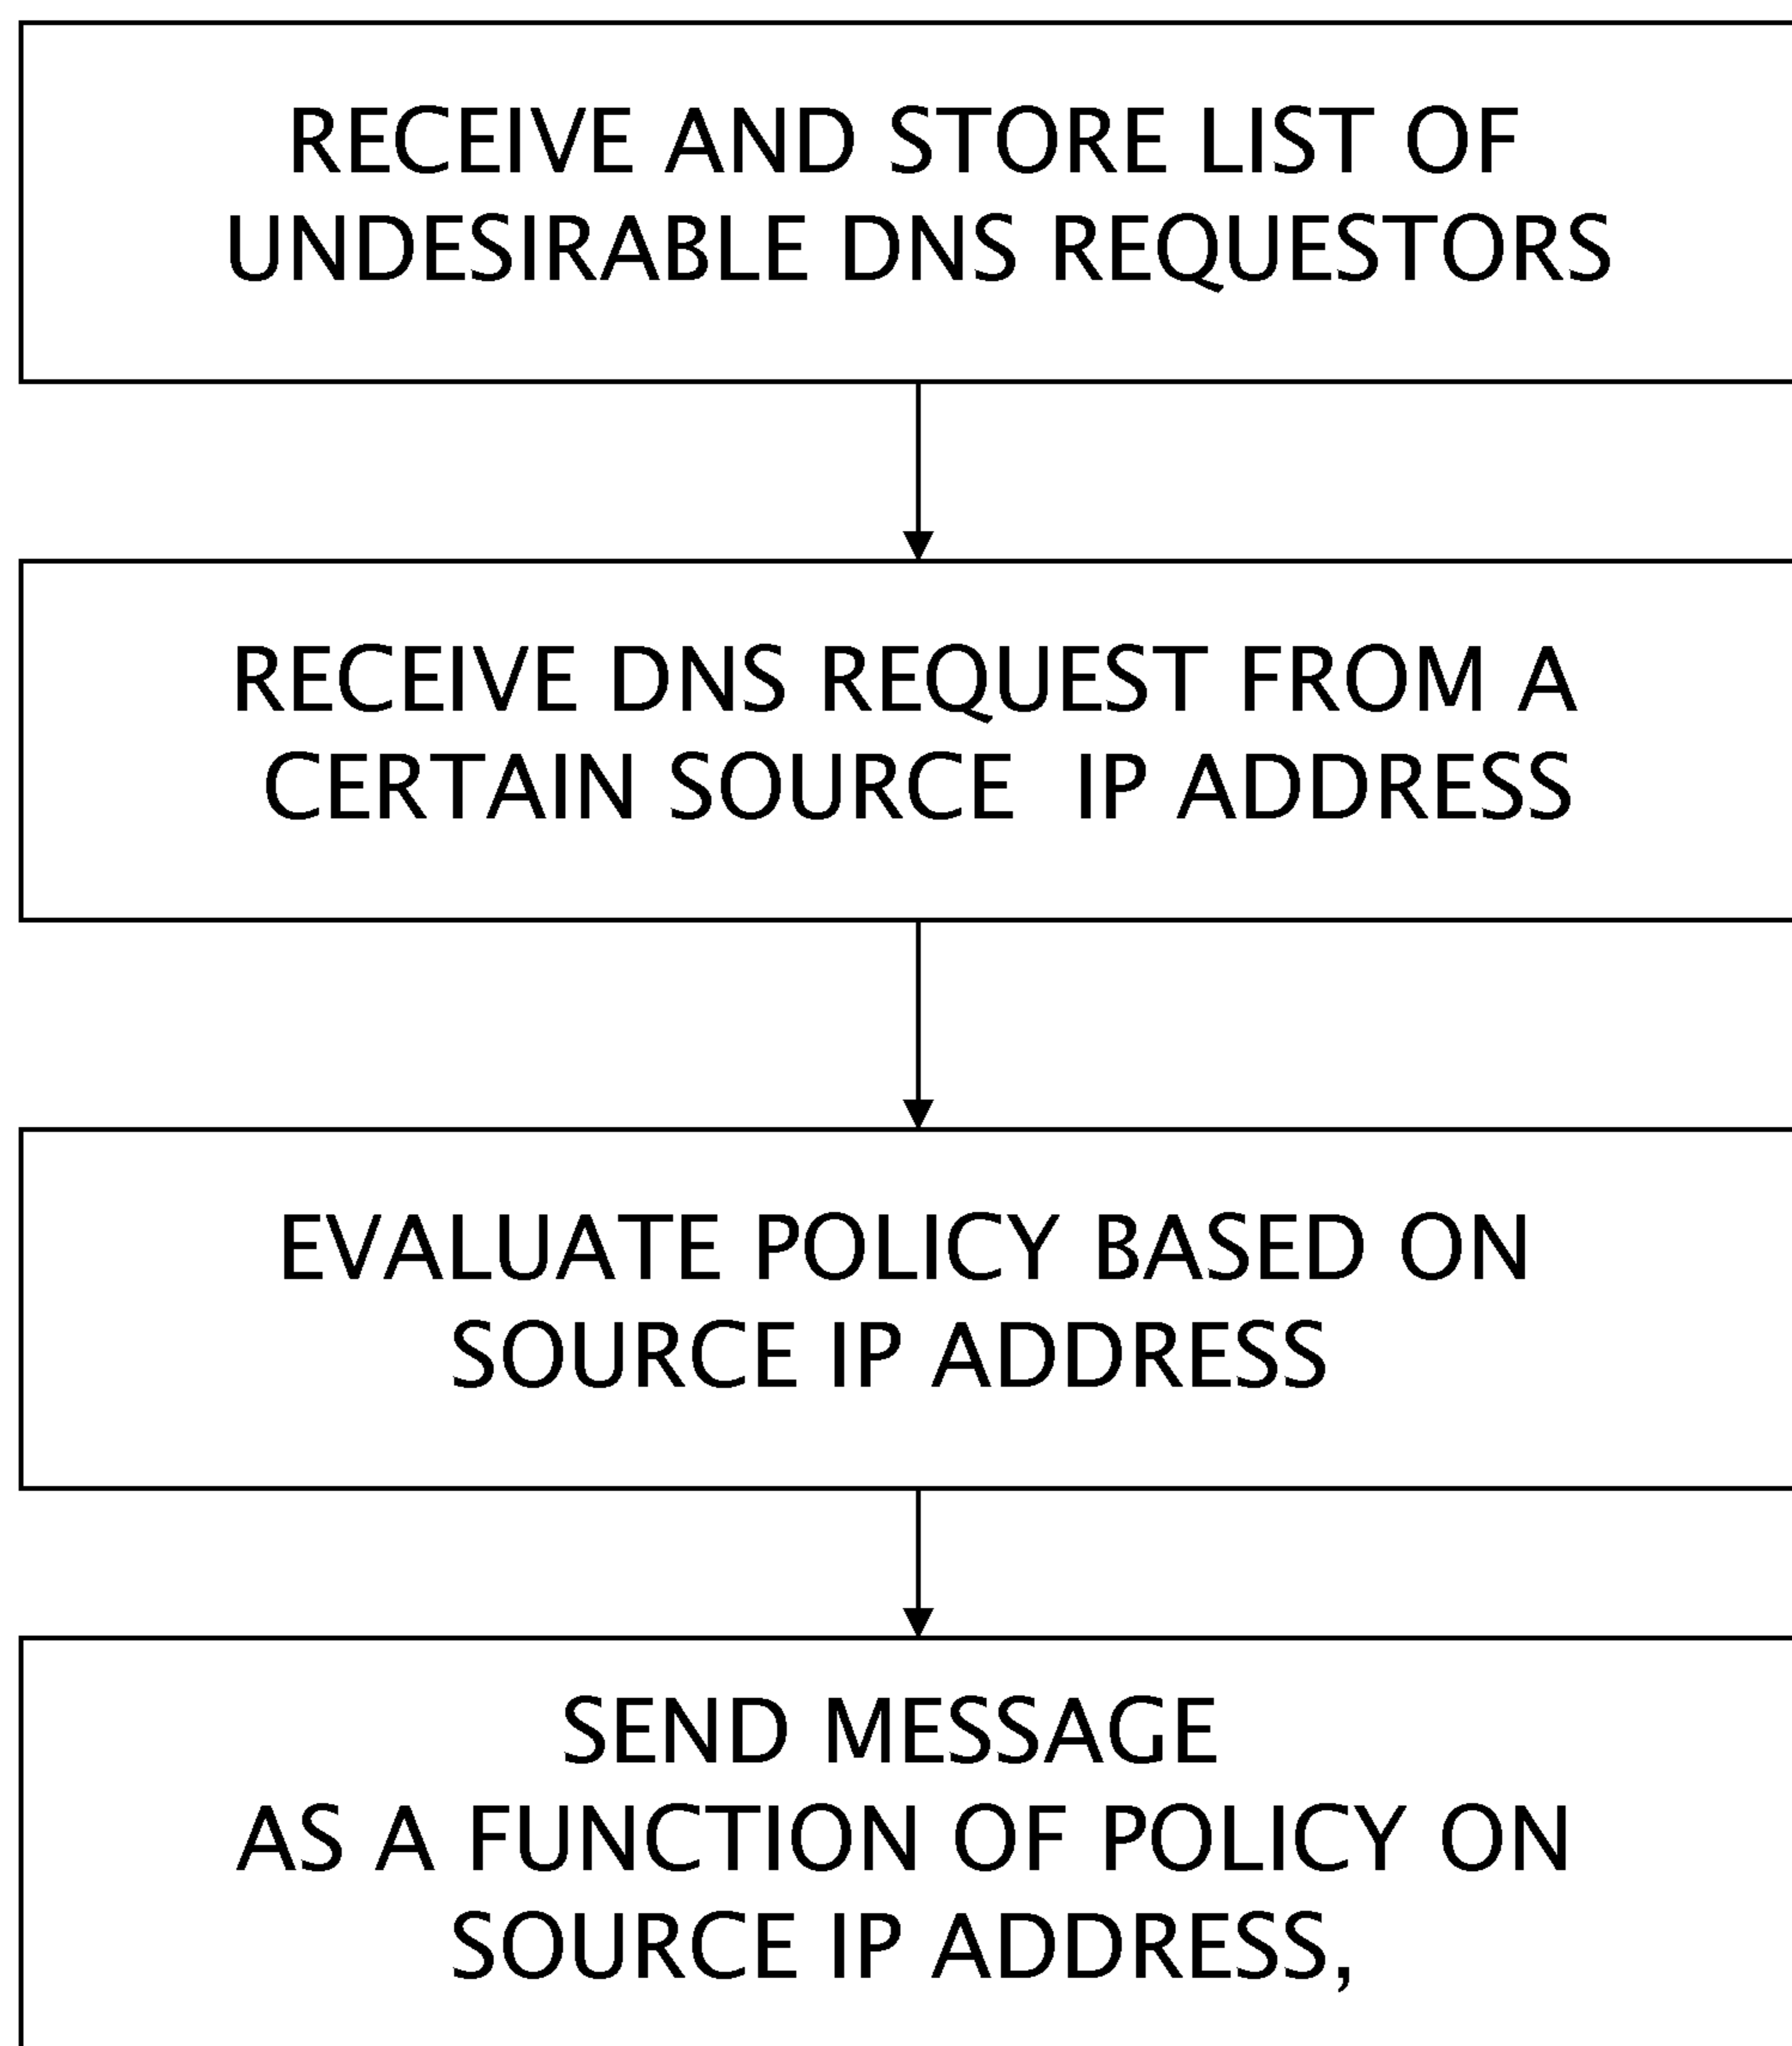 RECEIVE AND STORE LIST OF
UNDESIRABLE DNS REQUESTORS
RECEIVE DNS REQUEST FROM A
CERTAIN SOURCE IP ADDRESS
EVALUATE POLICY BASED ON
SOURCE IP ADDRESS
SEND MESSAGE
AS A FUNCTION OF POLICY ON
SOURCE IP ADDRESS,